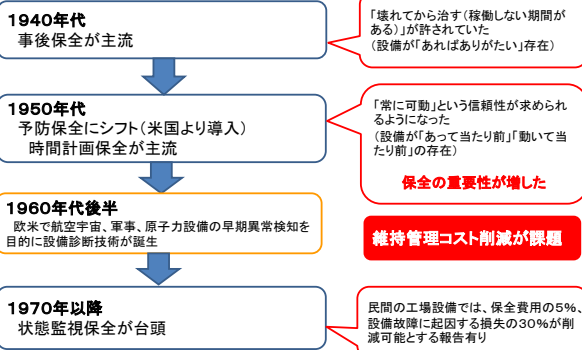 1940年代
事後保全が主流
「壊れてから治す(稼働しない期間が
ある)」が許されていた
(設備が「あればありがたい」存在)
1950年代
予防保全にシフト(米国より導入)
時間計画保全が主流
「常に可動」という信頼性が求められ
るようになった
(設備が「あって当たり前」「動いて当
たり前」の存在)
保全の重要性が増した
1960年代後半
欧米で航空宇宙、軍事、原子力設備の早期異常検知を
目的に設備診断技術が誕生
維持管理コスト削減が課題
1970年以降
状態監視保全が台頭
民間の工場設備では、保全費用の5%、
設備故障に起因する損失の30%が削
減可能とする報告有り